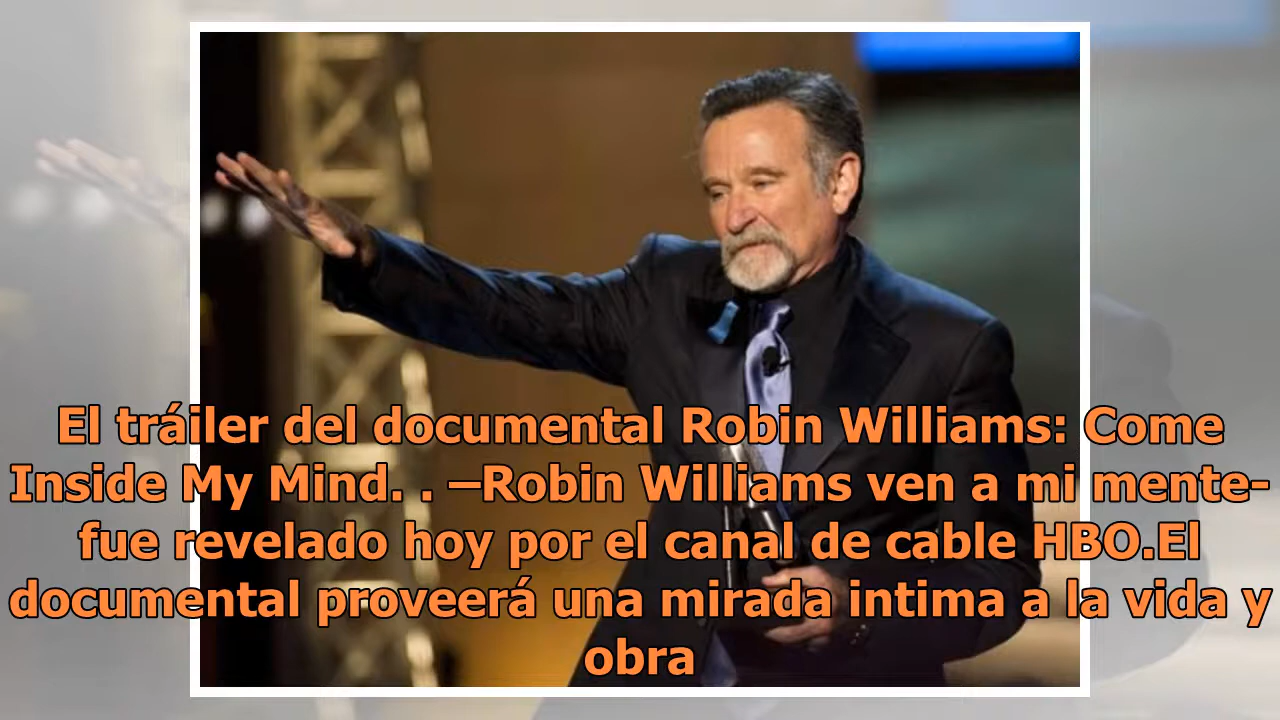 El tráiler del documental Robin Williams: Come
Inside My Mind. . –Robin Williams ven a mi mente-
fue revelado hoy por el canal de cable HBO.El
documental proveerá una mirada intima a la vida y
obra